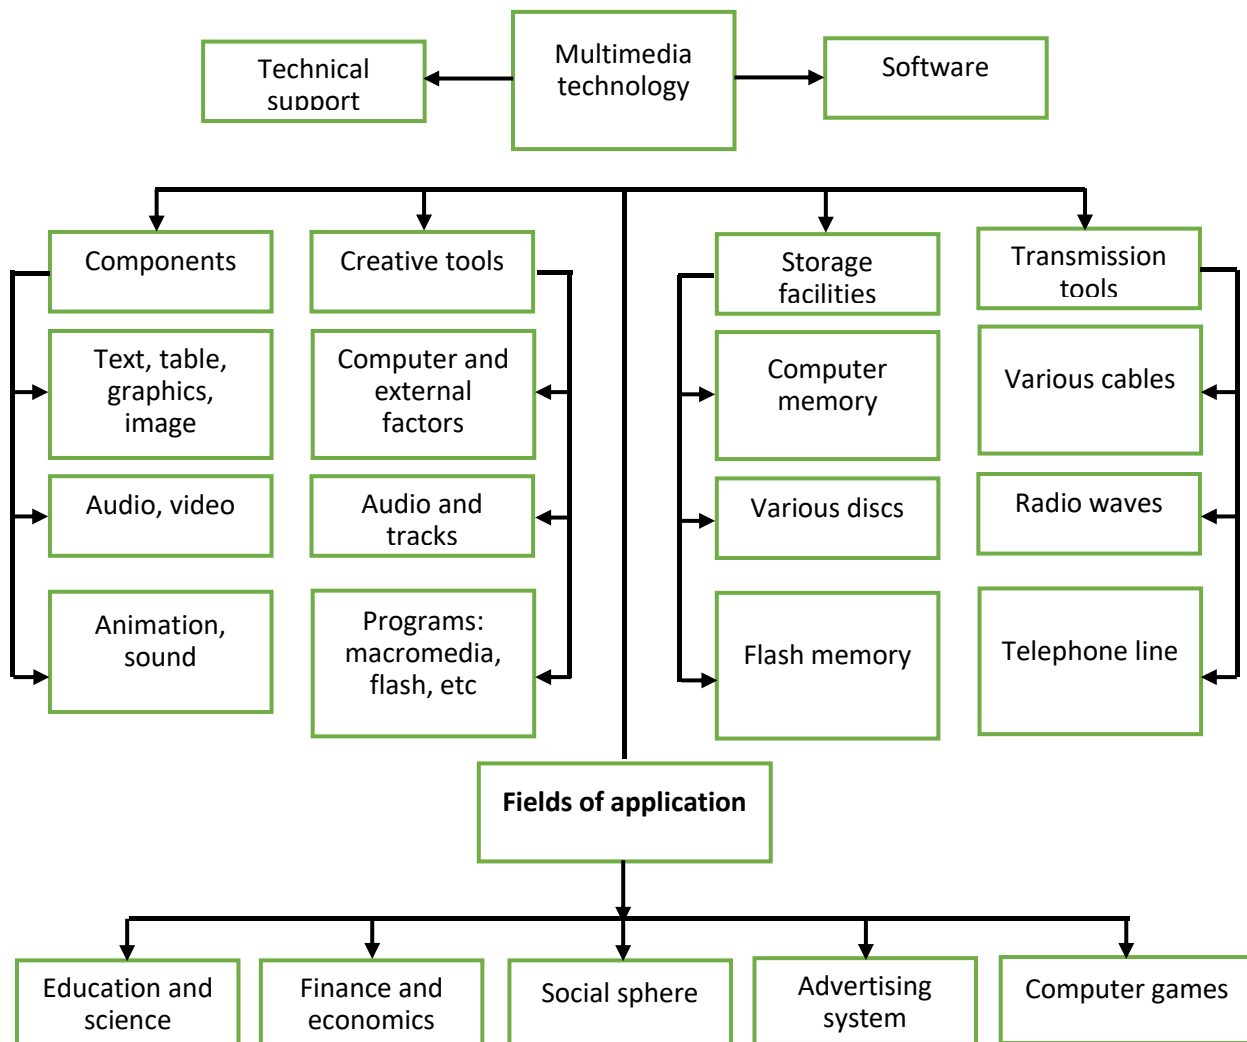 Technical
support
Multimedia
technology
Software
Components
Creative tools
Storage
facilities
Transmission
tools
Text, table,
graphics,
image
Computer and
external
factors
Computer
memory
Various cables
Audio, video
Audio and
tracks
Various discs
Radio waves
Animation,
sound
Programs:
macromedia,
flash, etc
Flash memory
Telephone line
Fields of application
Education and
science
Finance and
economics
Social sphere
Advertising
system
Computer games